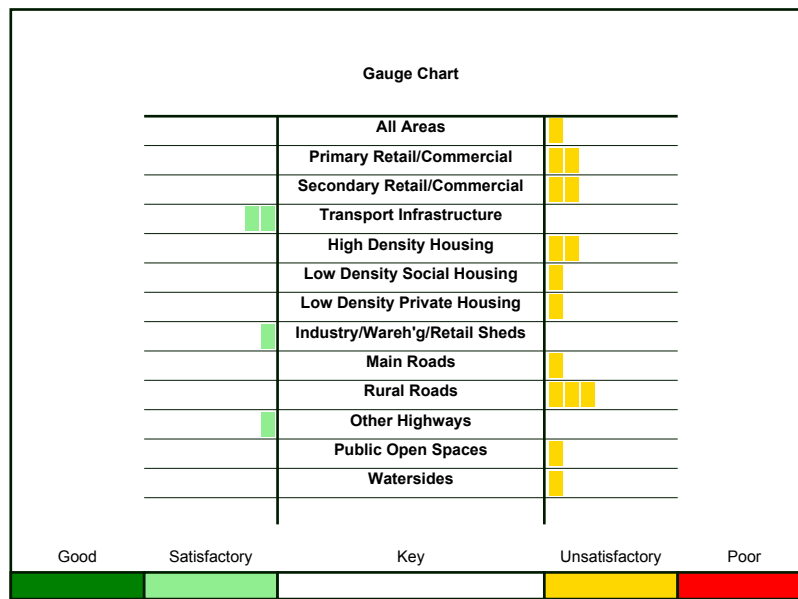 Gauge Chart
All Areas
Primary Retail/Commercial
Secondary Retail/Commercial
Transport Infrastructure
High Density Housing
Low Density Social Housing
Low Density Private Housing
Industry/Wareh'g/Retail Sheds
Main Roads
Rural Roads
Other Highways
Public Open Spaces
Watersides
Good Satisfactory Key Unsatisfactory Poor